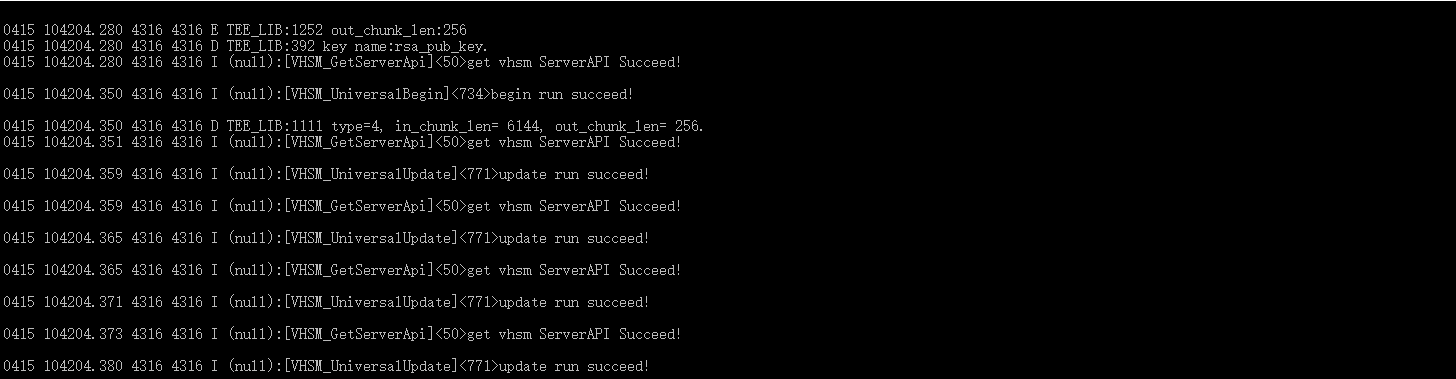 0415 104204.280 4316 4316 E TEE_LIB:1252 out_chunk_len:256
0415 104204.280 4316 4316 D TEE_LIB:392 key name:rsa_pub_key.
0415 104204.280 4316 4316 I (null):[VHSM_GetServerApi]<50>get vhsm ServerAPI Succeed!
0415 104204.350 4316 4316 I (null):[VHSM_UniversalBegin]<734>begin run succeed!
0415 104204.350 4316 4316 D TEE_LIB:1111 type=4, in_chunk_len= 6144, out_chunk_len= 256.
0415 104204.351 4316 4316 I (null):[VHSM_GetServerApi]<50>get vhsm ServerAPI Succeed!
0415 104204.359 4316 4316 I (null):[VHSM_UniversalUpdate]<771>update run succeed!
0415 104204.359 4316 4316 I (null):[VHSM_GetServerApi]<50>get vhsm ServerAPI Succeed!
0415 104204.365 4316 4316 I (null):[VHSM_UniversalUpdate]<771>update run succeed!
0415 104204.365 4316 4316 I (null):[VHSM_GetServerApi]<50>get vhsm ServerAPI Succeed!
0415 104204.371 4316 4316 I (null):[VHSM_UniversalUpdate]<771>update run succeed!
0415 104204.373 4316 4316 I (null):[VHSM_GetServerApi]<50>get vhsm ServerAPI Succeed!
0415 104204.380 4316 4316 I (null):[VHSM_UniversalUpdate]<771>update run succeed!